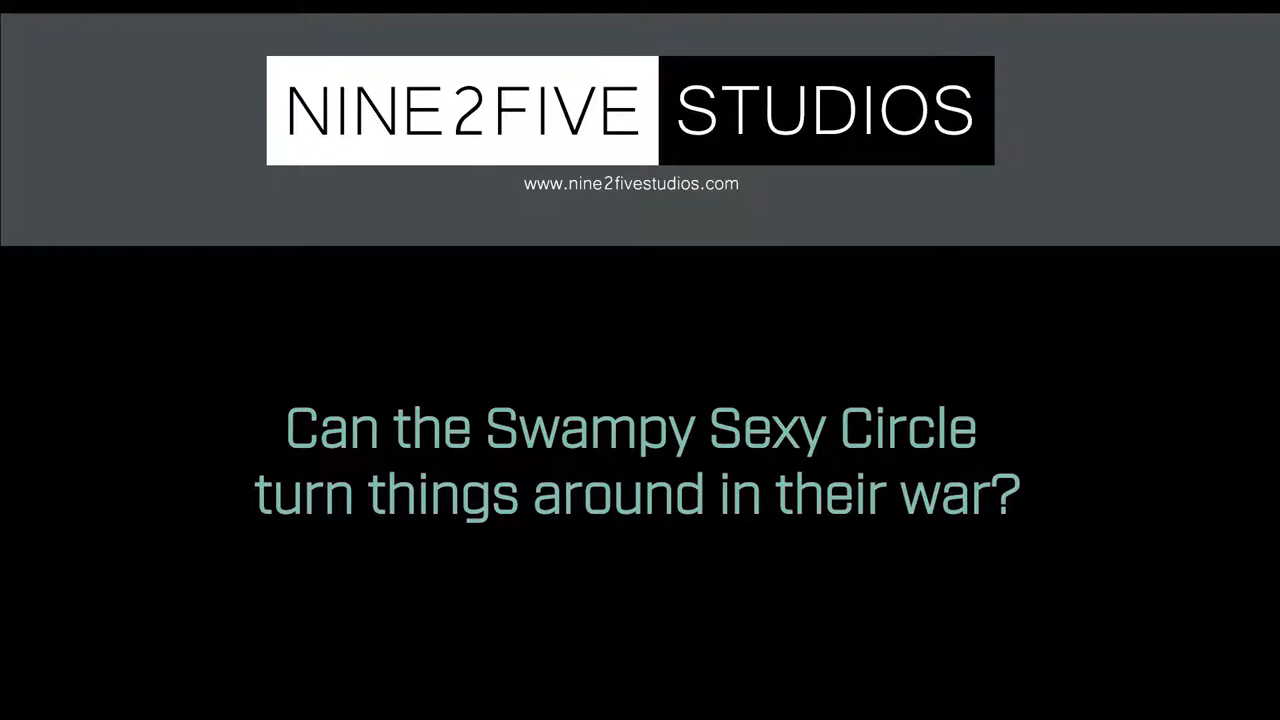 NINE2FIVE STUDIOS
www.nine2fivestudios.com
Can the Swampy Sexy Circle
turn things around in their war?